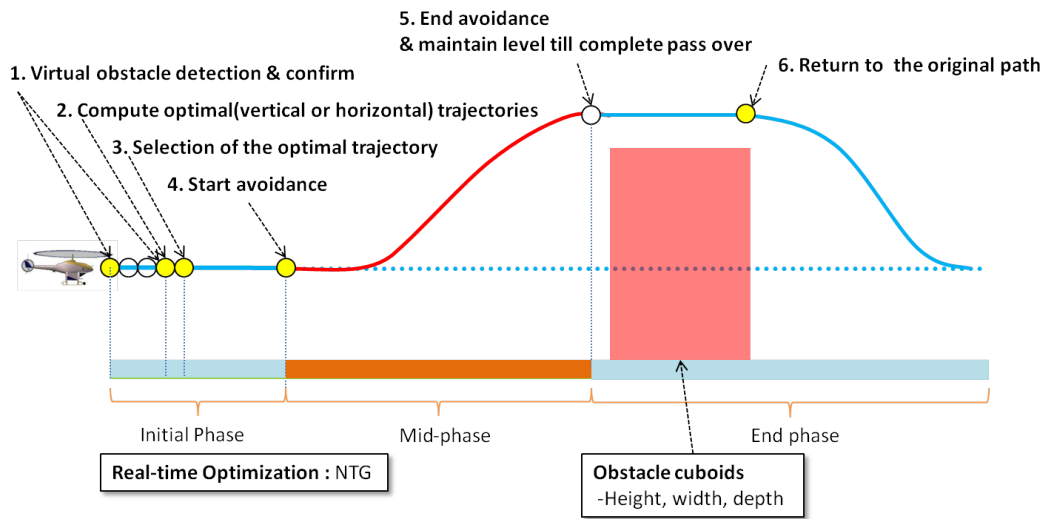 5. End avoidance
& maintain level till complete pass over
1. Virtual obstacle detection & confirm
6. Return to the original path
2. Compute optimal(vertical or horizontal) trajectories
3. Selection of the optimal trajectory
4. Start avoidance
Initial Phase
Mid-phase
End phase
Real-time Optimization : NTG
Obstacle cuboids
-Height, width, depth